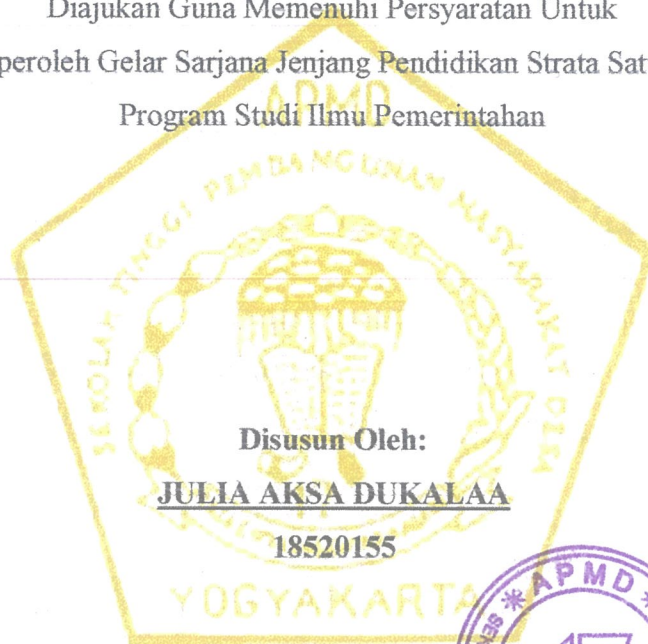 Diajukan Guna Memenuhi Persyaratan Untuk
peroleh Gelar Sarjana Jenjang Pendidikan Strata Sat
Program Studi Ilmu Pemerintahan
APMD
SEKOLAH TINGGI PEMBANGUNAN MASYARAKAT DESA
Disusun Oleh:
JULIA AKSA DUKALAA
18520155
YOGYAKARTA
APMD